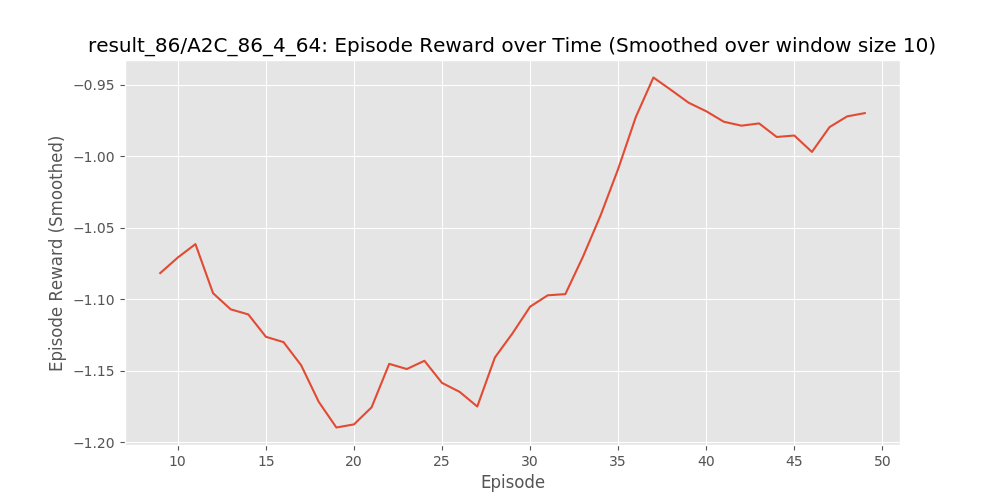 result_86/A2C_86_4_64: Episode Reward over Time (Smoothed over window size 10)
Episode Reward (Smoothed)
−0.95
−1.00
−1.05
−1.10
−1.15
−1.20
10 15 20 25 30 35 40 45 50
Episode